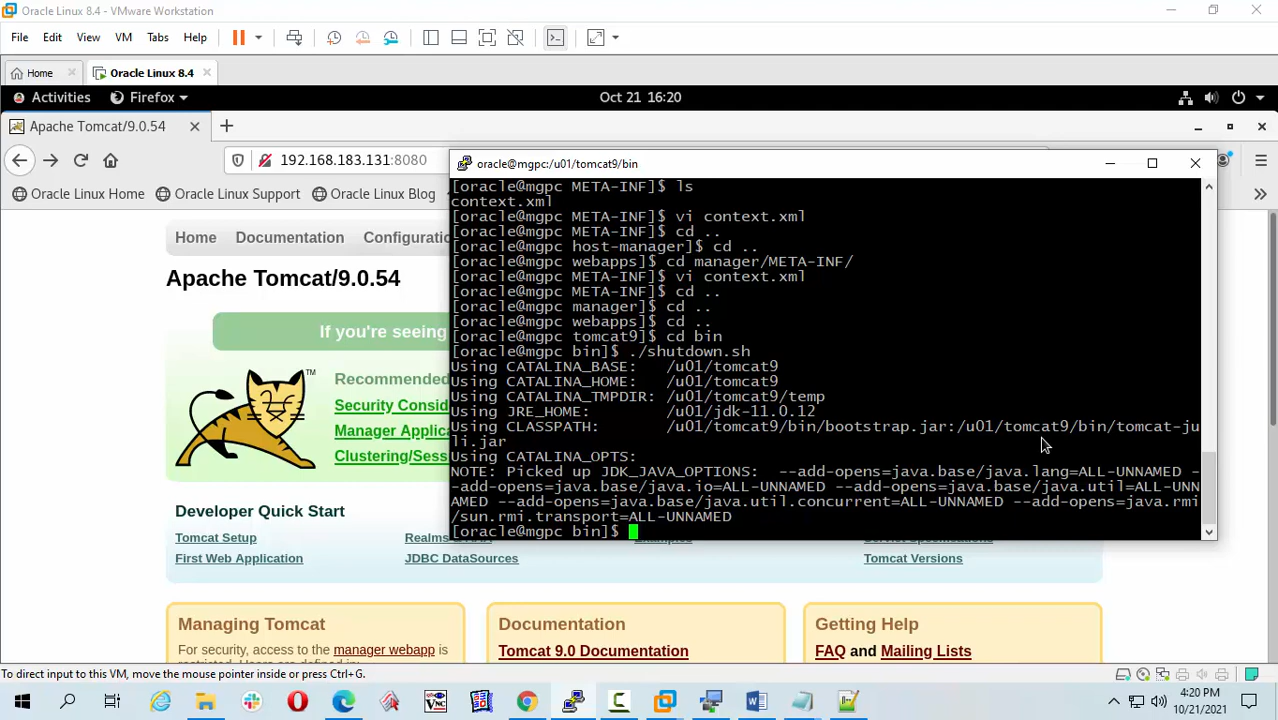 Oracle Linux 8.4 - VMware Workstation
File Edit View VM Tabs Help
Home Oracle Linux 8.4
Activities Firefox Oct 21 16:20
Apache Tomcat/9.0.54
192.168.183.131:8080
Oracle Linux Home Oracle Linux Support Oracle Linux Blog
Home Documentation Configuratio
Apache Tomcat/9.0.54
If you're seeing
Recommended
Security Consid
Manager Applic
Clustering/Sess
Developer Quick Start
Tomcat Setup
First Web Application
Realms
JDBC DataSources
Examples
Tomcat Versions
Managing Tomcat
For security, access to the manager webapp is
Documentation
Tomcat 9.0 Documentation
Getting Help
FAQ and Mailing Lists
oracle@mgpc:/u01/tomcat9/bin
[oracle@mgpc META-INF]$ ls
context.xml
[oracle@mgpc META-INF]$ vi context.xml
[oracle@mgpc META-INF]$ cd ..
[oracle@mgpc host-manager]$ cd ..
[oracle@mgpc webapps]$ cd manager/META-INF/
[oracle@mgpc META-INF]$ vi context.xml
[oracle@mgpc META-INF]$ cd ..
[oracle@mgpc manager]$ cd ..
[oracle@mgpc webapps]$ cd ..
[oracle@mgpc tomcat9]$ cd bin
[oracle@mgpc bin]$ ./shutdown.sh
Using CATALINA_BASE: /u01/tomcat9
Using CATALINA_HOME: /u01/tomcat9
Using CATALINA_TMPDIR: /u01/tomcat9/temp
Using JRE_HOME: /u01/jdk-11.0.12
Using CLASSPATH: /u01/tomcat9/bin/bootstrap.jar:/u01/tomcat9/bin/tomcat-ju
li.jar
Using CATALINA_OPTS:
NOTE: Picked up JDK_JAVA_OPTIONS: --add-opens=java.base/java.lang=ALL-UNNAMED -
-add-opens=java.base/java.io=ALL-UNNAMED --add-opens=java.base/java.util=ALL-UNN
AMED --add-opens=java.base/java.util.concurrent=ALL-UNNAMED --add-opens=java.rmi
/sun.rmi.transport=ALL-UNNAMED
[oracle@mgpc bin]$
To direct input to this VM, move the mouse pointer inside or press Ctrl+G.
4:20 PM
10/21/2021